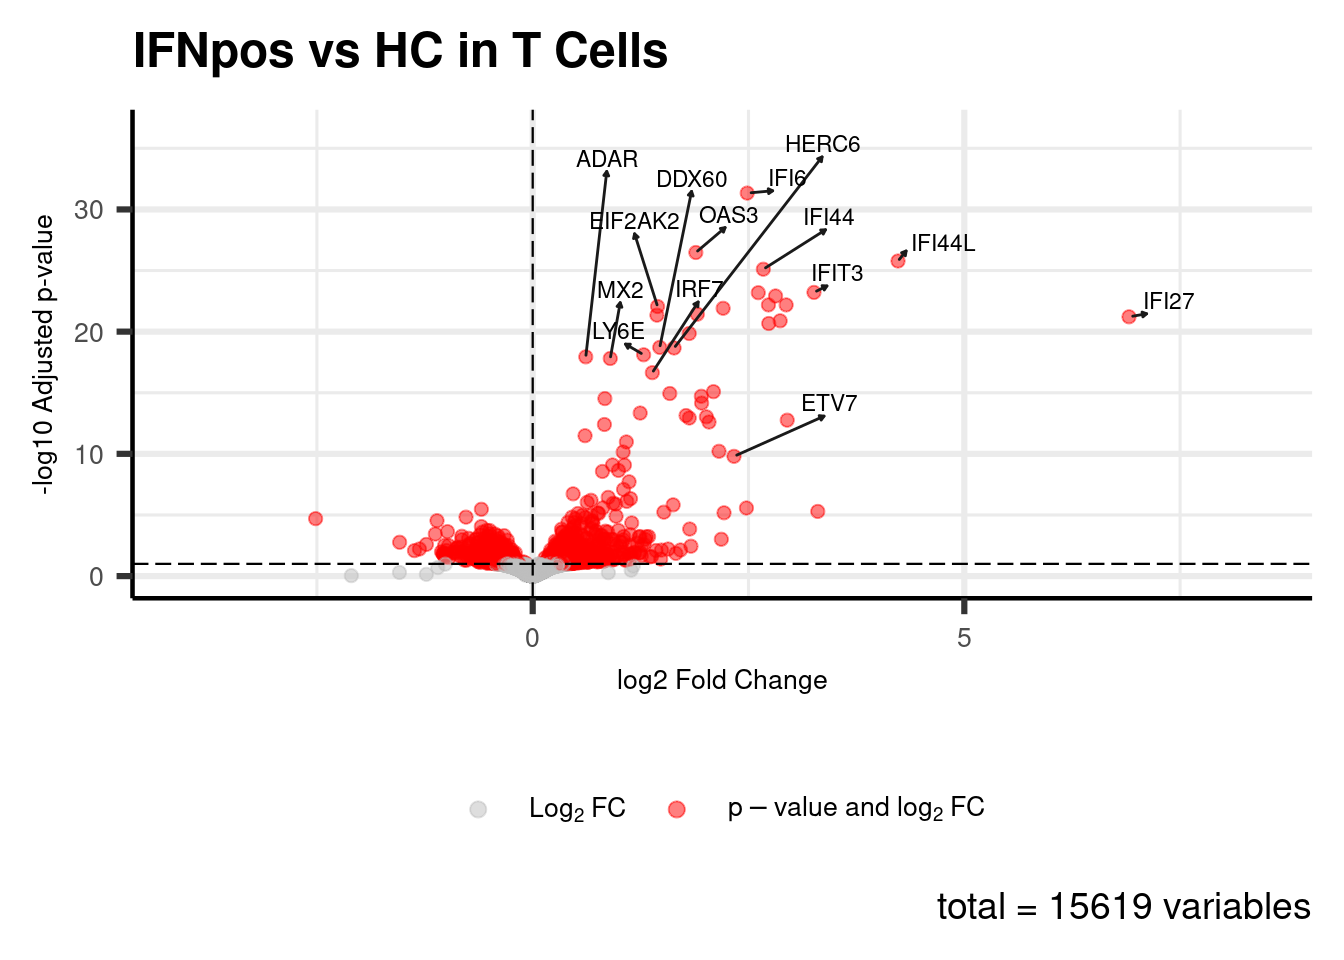 IFNpos vs HC in T Cells
-log10 Adjusted p-value
30
20
10
0
HERC6
ADAR
DDX60
IFI6
EIF2AK2
OAS3
IFI44
IFI44L
IFIT3
MX2
IRF7
IFI27
LY6E
ETV7
0
5
log2 Fold Change
Log₂ FC
p − value and log₂ FC
total = 15619 variables